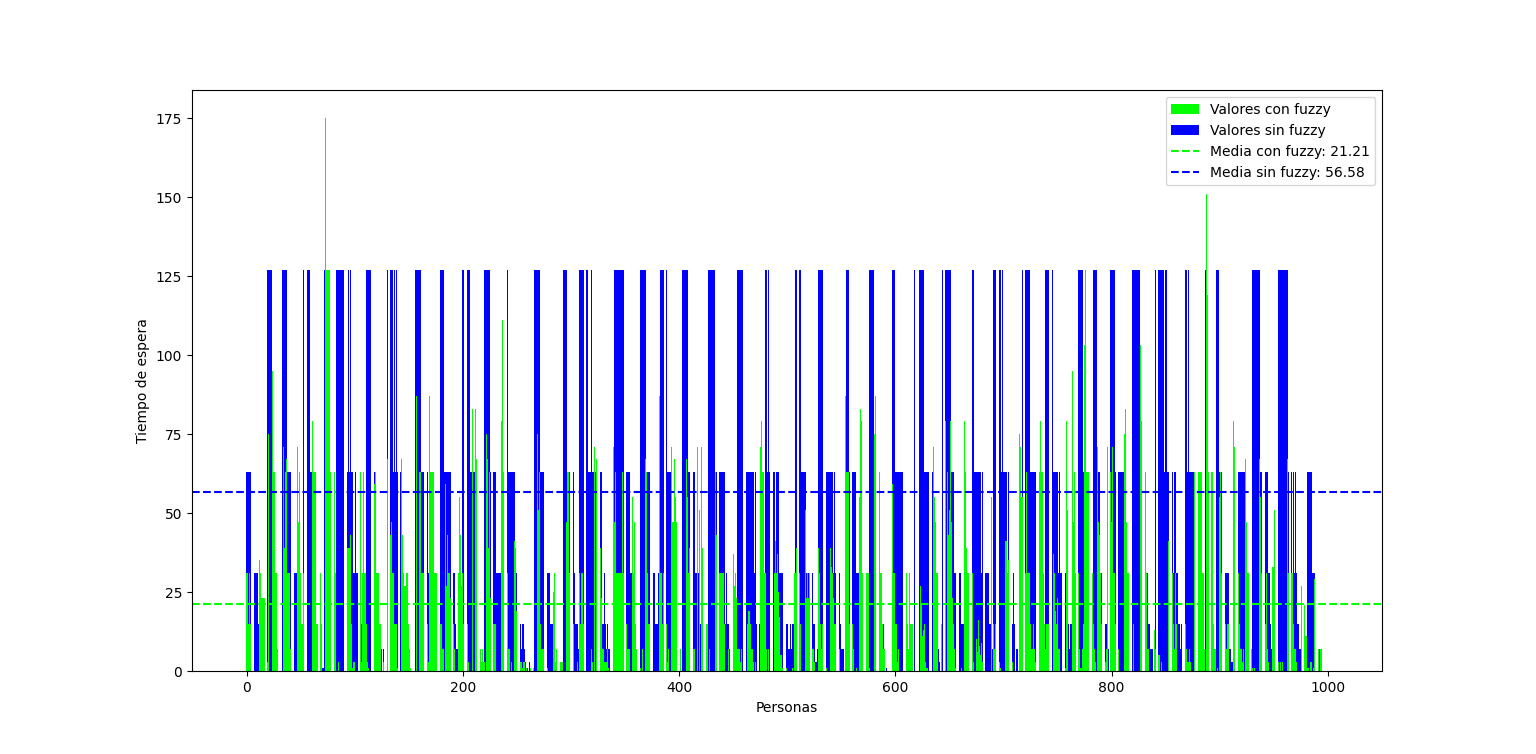 Valores con fuzzy
Valores sin fuzzy
Media con fuzzy: 21.21
Media sin fuzzy: 56.58
Tiempo de espera
175
150
125
100
75
50
25
0
0 200 400 600 800 1000
Personas